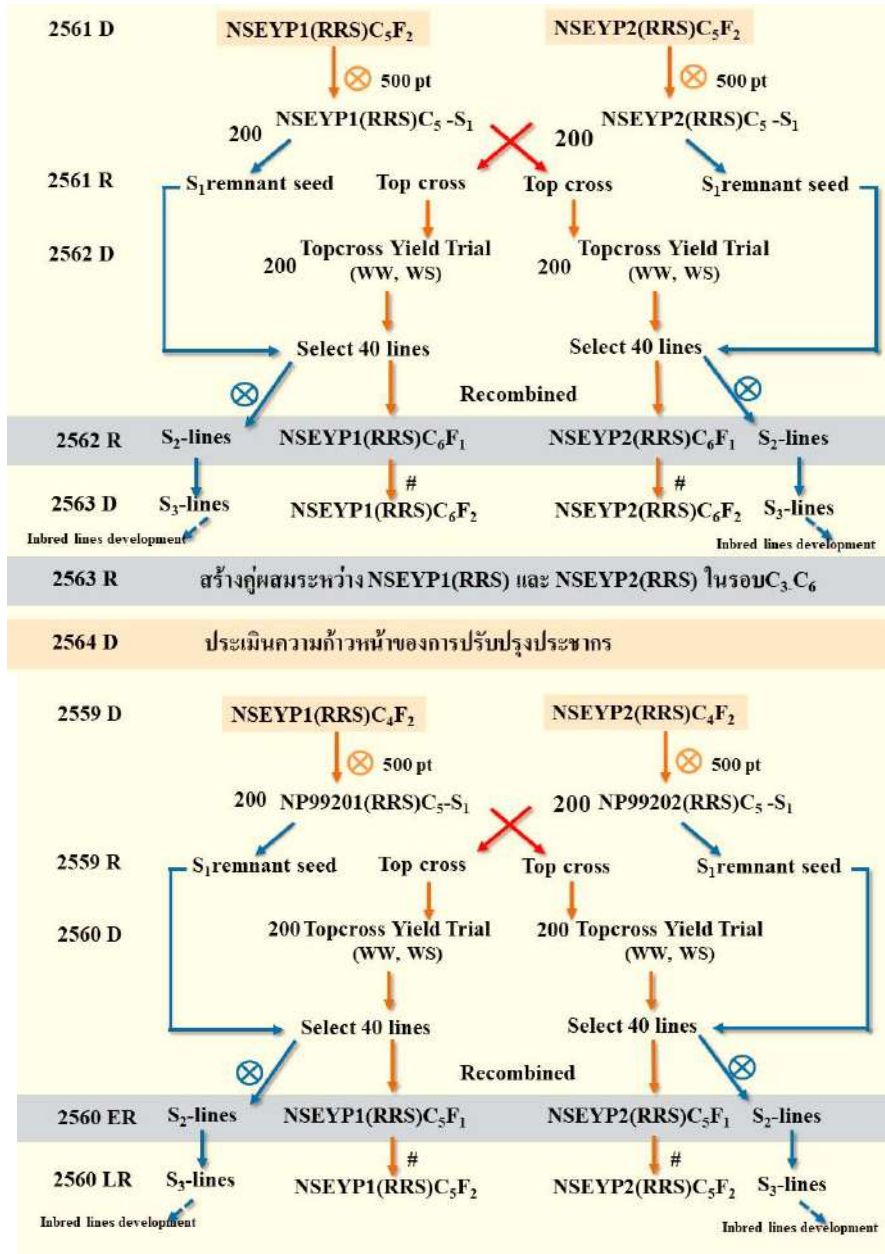 2561 D NSEYP1(RRS)C₅F₂ NSEYP2(RRS)C₅F₂
500 pt 500 pt
200 NSEYP1(RRS)C₅-S₁ 200 NSEYP2(RRS)C₅-S₁
2561 R S₁remnant seed Top cross Top cross S₁remnant seed
2562 D 200 Topcross Yield Trial 200 Topcross Yield Trial
(WW, WS) (WW, WS)
Select 40 lines Select 40 lines
Recombined
2562 R S₂-lines NSEYP1(RRS)C₆F₁ NSEYP2(RRS)C₆F₁ S₂-lines
# #
2563 D S₃-lines NSEYP1(RRS)C₆F₂ NSEYP2(RRS)C₆F₂ S₃-lines
Inbred lines development Inbred lines development
2563 R สร้างคู่ผสมระหว่าง NSEYP1(RRS) และ NSEYP2(RRS) ในรอบC₃-C₆
2564 D ประเมินความก้าวหน้าของการปรับปรุงประชากร
2559 D NSEYP1(RRS)C₄F₂ NSEYP2(RRS)C₄F₂
500 pt 500 pt
200 NP99201(RRS)C₅-S₁ 200 NP99202(RRS)C₅-S₁
2559 R S₁remnant seed Top cross Top cross S₁remnant seed
2560 D 200 Topcross Yield Trial 200 Topcross Yield Trial
(WW, WS) (WW, WS)
Select 40 lines Select 40 lines
Recombined
2560 ER S₂-lines NSEYP1(RRS)C₅F₁ NSEYP2(RRS)C₅F₁ S₂-lines
# #
2560 LR S₃-lines NSEYP1(RRS)C₅F₂ NSEYP2(RRS)C₅F₂ S₃-lines
Inbred lines development Inbred lines development